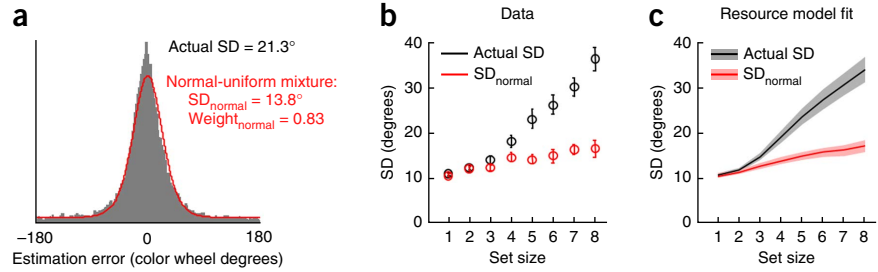 a
Actual SD = 21.3°
Normal-uniform mixture:
SDnormal = 13.8°
Weightnormal = 0.83
−180
0
180
Estimation error (color wheel degrees)
b
Data
Actual SD
SDnormal
SD (degrees)
40
30
20
10
0
1 2 3 4 5 6 7 8
Set size
c
Resource model fit
Actual SD
SDnormal
SD (degrees)
40
30
20
10
0
1 2 3 4 5 6 7 8
Set size